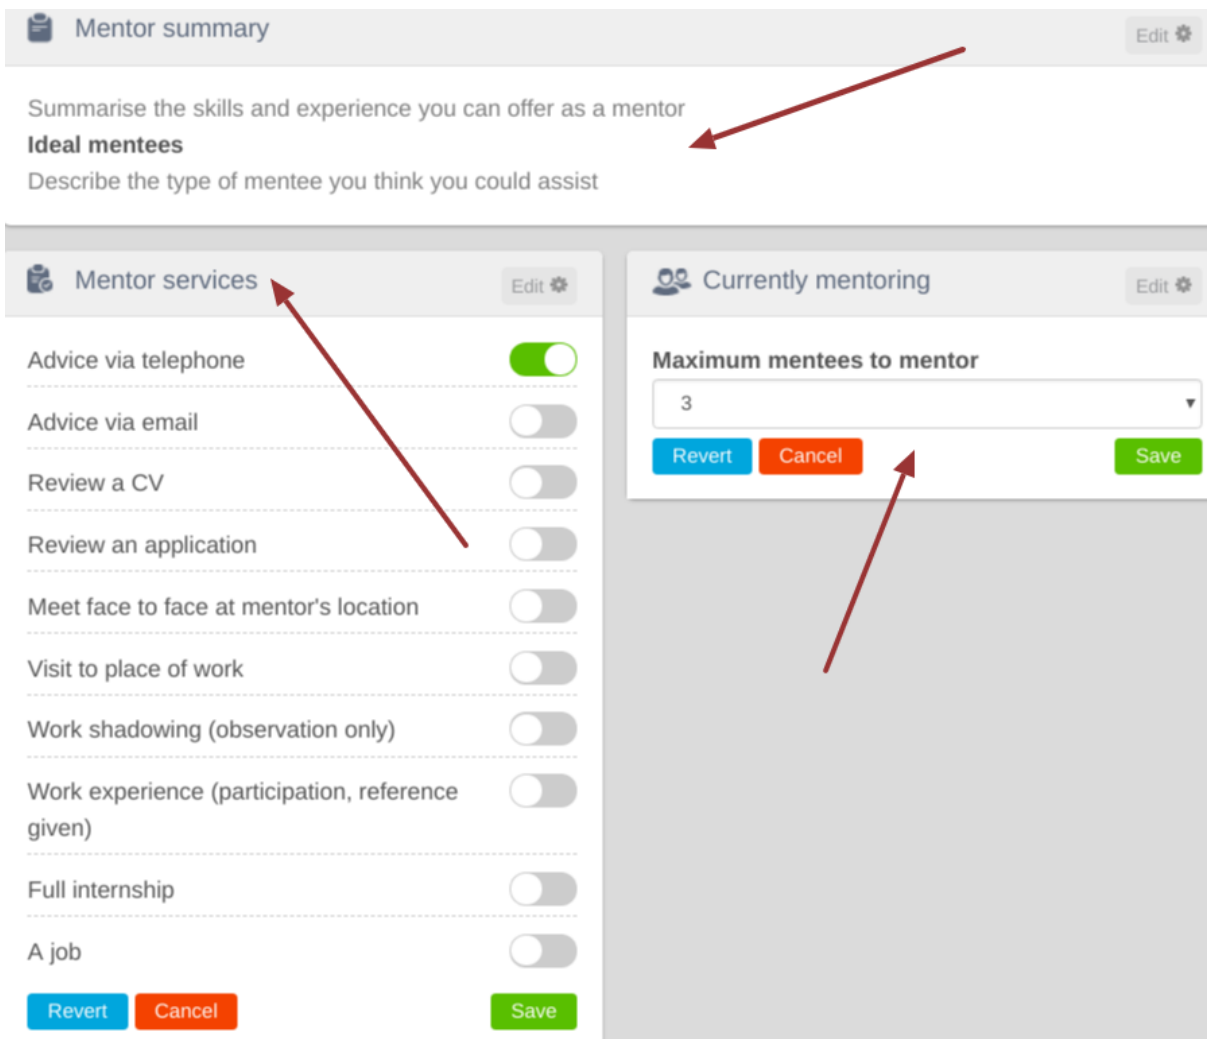 Mentor summary
Edit
Summarise the skills and experience you can offer as a mentor
Ideal mentees
Describe the type of mentee you think you could assist
Mentor services
Edit
Advice via telephone
Advice via email
Review a CV
Review an application
Meet face to face at mentor's location
Visit to place of work
Work shadowing (observation only)
Work experience (participation, reference
given)
Full internship
A job
Revert
Cancel
Save
Currently mentoring
Edit
Maximum mentees to mentor
3
Revert
Cancel
Save